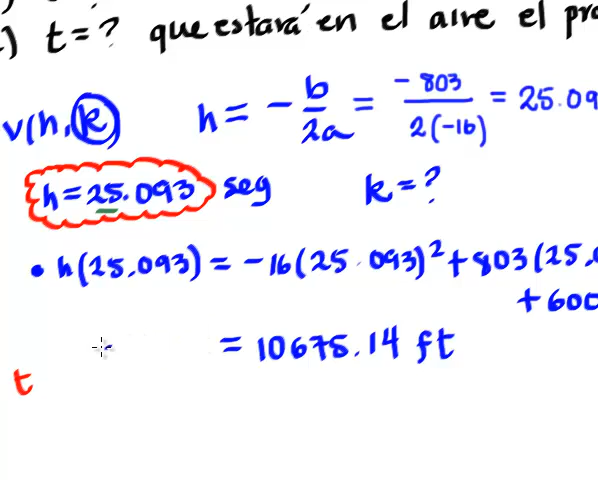 t = ? que estará en el aire el
v(h, k) h = - b/2a = -803/2(-16) = 25.09
h = 25.093 seg k = ?
• h(25.093) = -16(25.093)² + 803(25.0
+ 600
= 10675.14 ft
t